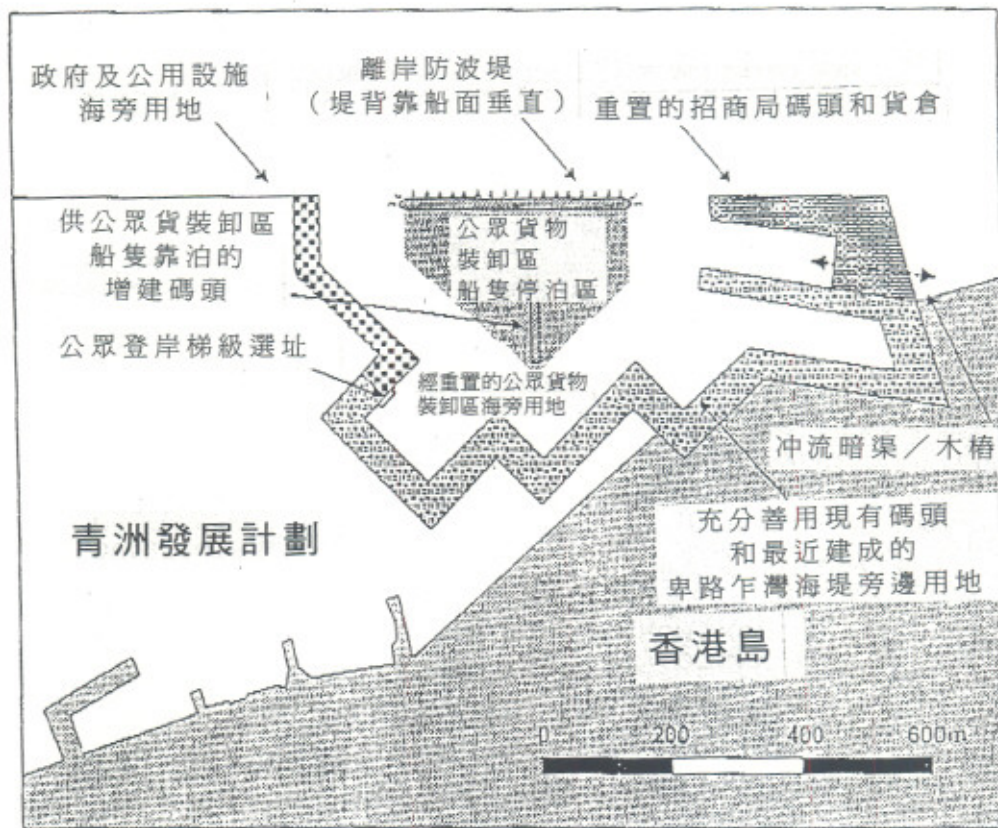 政府及公用設施
海旁用地
離岸防波堤
（堤背靠船面垂直）
重置的招商局碼頭和貨倉
供公眾貨裝卸區
船隻靠泊的
增建碼頭
公眾貨物
裝卸區
船隻停泊區
公眾登岸梯級選址
經重置的公眾貨物
裝卸區海旁用地
冲流暗渠／木樁
青洲發展計劃
充分善用現有碼頭
和最近建成的
卑路乍灣海堤旁邊用地
香港島
0 200 400 600m